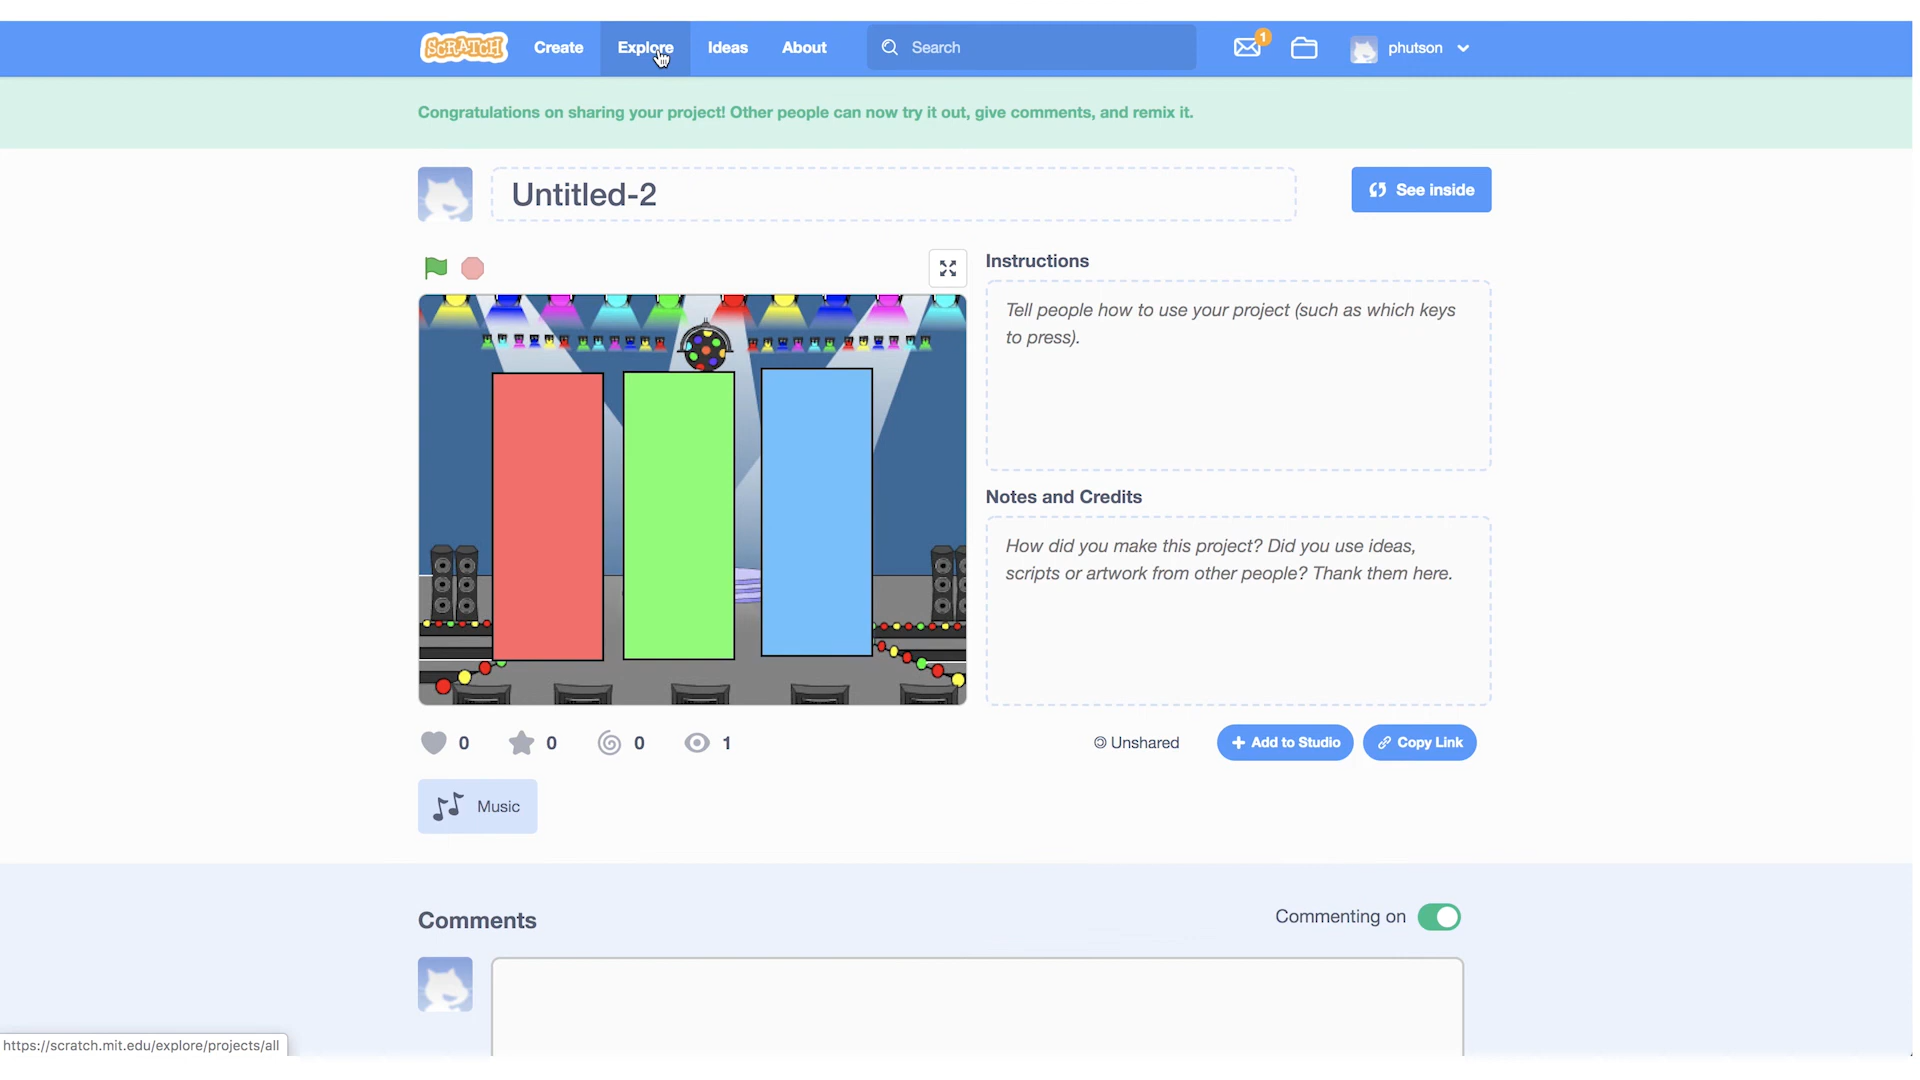 SCRATCH Create Explore Ideas About Search 1 phutson
Congratulations on sharing your project! Other people can now try it out, give comments, and remix it.
Untitled-2
See inside
Instructions
Tell people how to use your project (such as which keys
to press).
Notes and Credits
How did you make this project? Did you use ideas,
scripts or artwork from other people? Thank them here.
0 0 0 1
Unshared
+ Add to Studio
Copy Link
Music
Comments
Commenting on
https://scratch.mit.edu/explore/projects/all